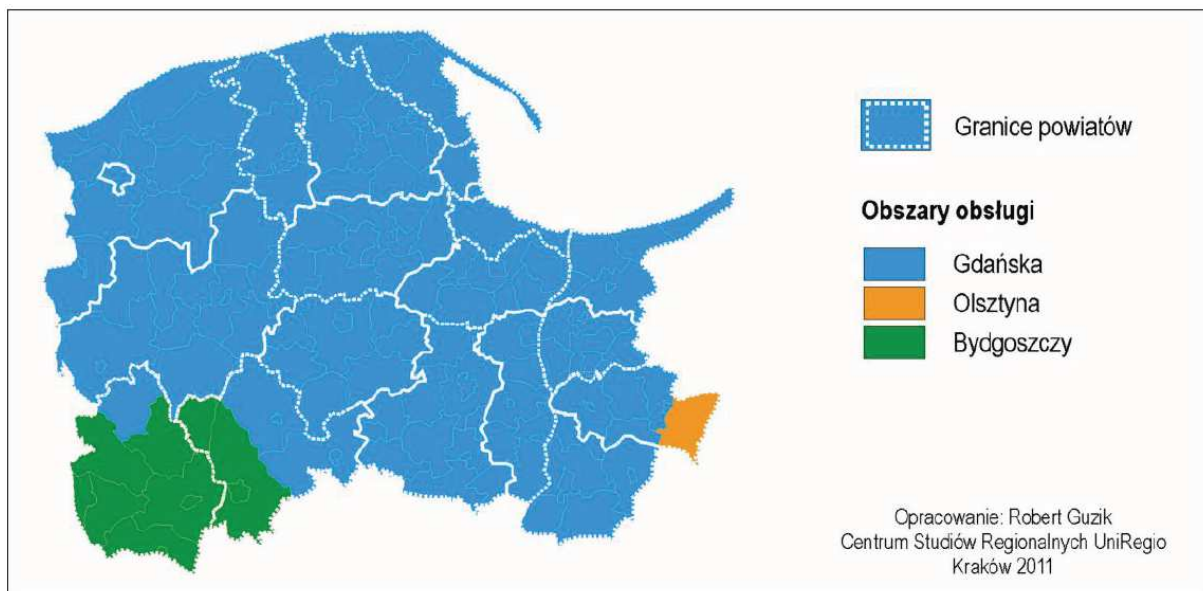 Granice powiatów
Obszary obsługi
Gdańska
Olsztyna
Bydgoszczy
Opracowanie: Robert Guzik
Centrum Studiów Regionalnych UniRegio
Kraków 2011